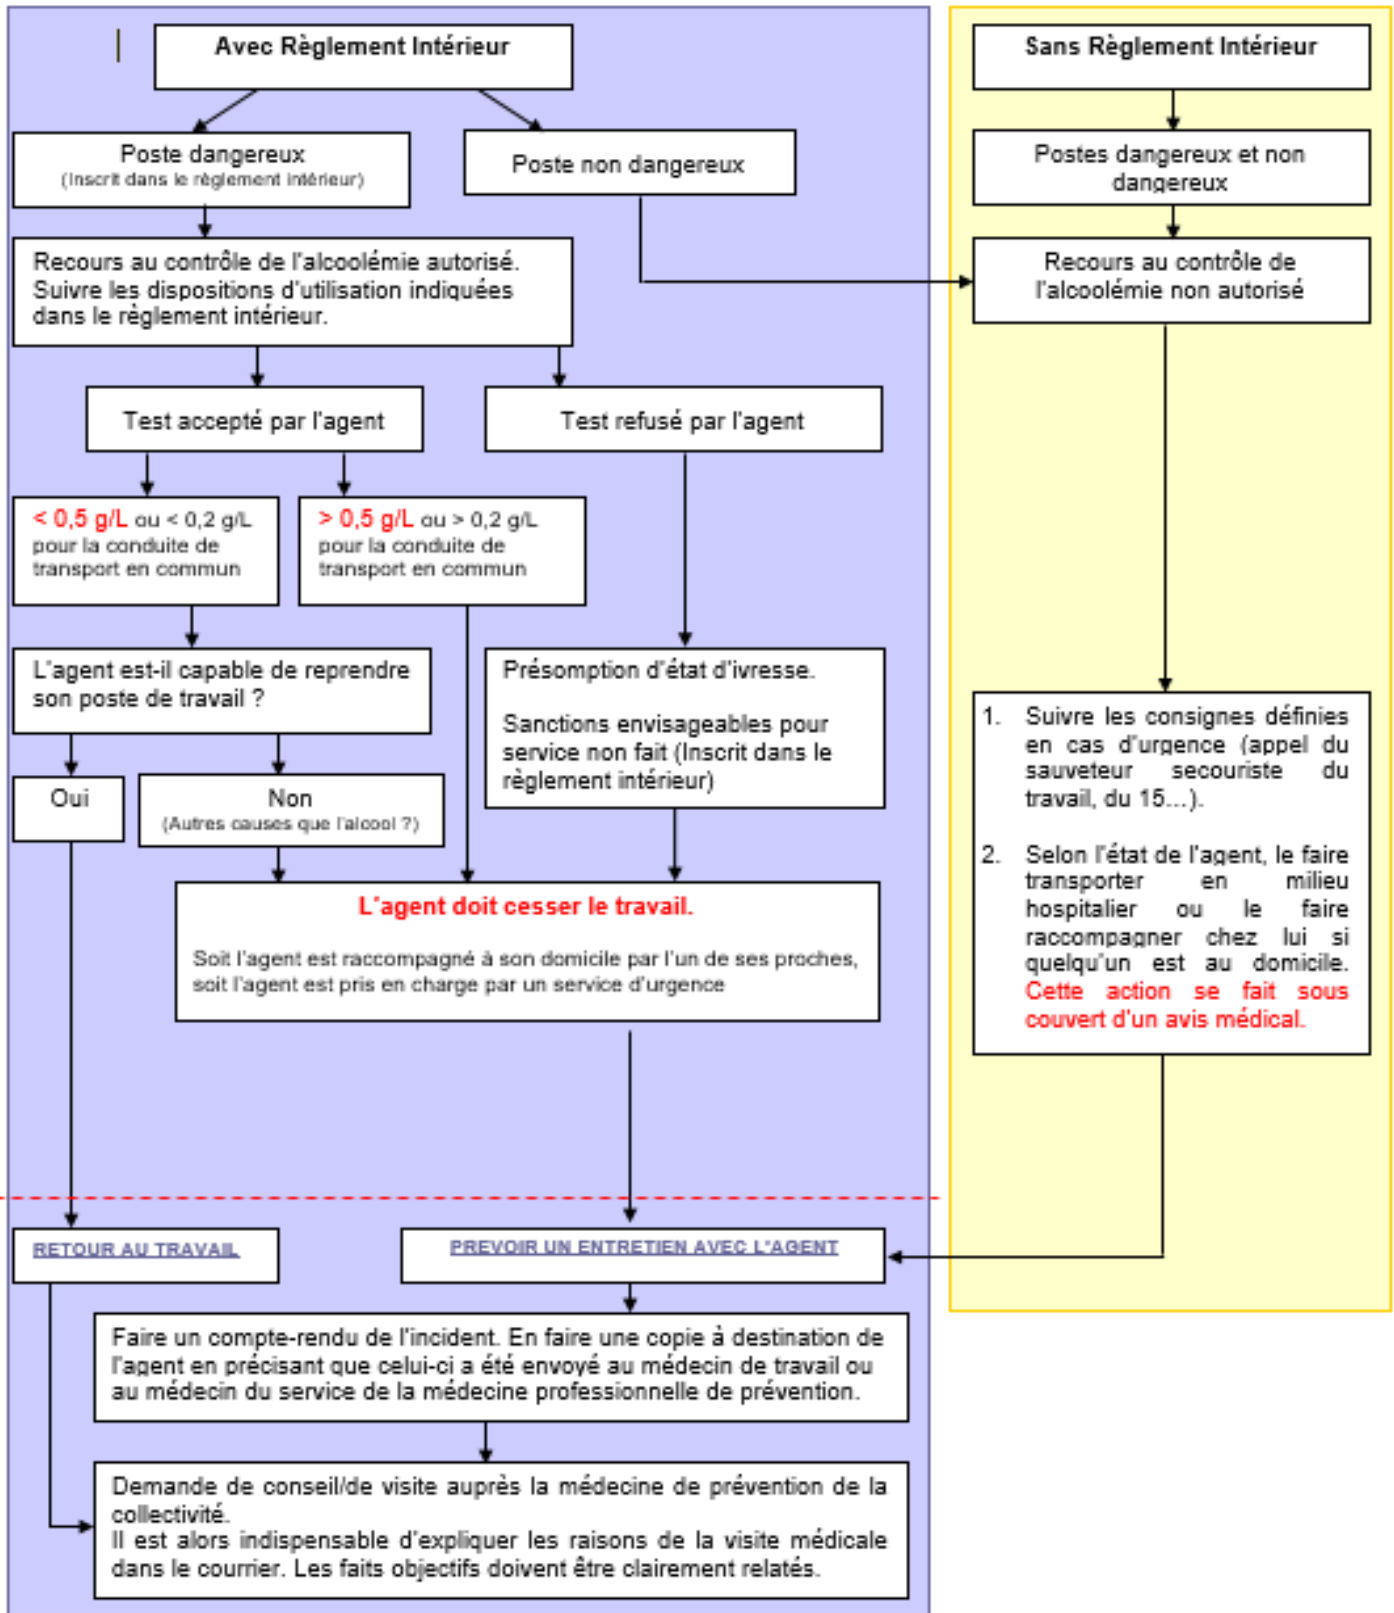 Avec Règlement Intérieur
Poste dangereux
(Inscrit dans le règlement intérieur)
Poste non dangereux
Recours au contrôle de l'alcoolémie autorisé.
Suivre les dispositions d'utilisation indiquées
dans le règlement intérieur.
Test accepté par l'agent
Test refusé par l'agent
< 0,5 g/L ou < 0,2 g/L
pour la conduite de
transport en commun
> 0,5 g/L ou > 0,2 g/L
pour la conduite de
transport en commun
L'agent est-il capable de reprendre
son poste de travail ?
Présomption d'état d'ivresse.
Sanctions envisageables pour
service non fait (Inscrit dans le
règlement intérieur)
Oui
Non
(Autres causes que l'alcool ?)
L'agent doit cesser le travail.
Soit l'agent est raccompagné à son domicile par l'un de ses proches,
soit l'agent est pris en charge par un service d'urgence
Sans Règlement Intérieur
Postes dangereux et non
dangereux
Recours au contrôle de
l'alcoolémie non autorisé
1. Suivre les consignes définies
en cas d'urgence (appel du
sauveteur secouriste du
travail, du 15...).
2. Selon l'état de l'agent, le faire
transporter en milieu
hospitalier ou le faire
raccompagner chez lui si
quelqu'un est au domicile.
Cette action se fait sous
couvert d'un avis médical.
RETOUR AU TRAVAIL
PREVOIR UN ENTRETIEN AVEC L'AGENT
Faire un compte-rendu de l'incident. En faire une copie à destination de
l'agent en précisant que celui-ci a été envoyé au médecin de travail ou
au médecin du service de la médecine professionnelle de prévention.
Demande de conseil/de visite auprès la médecine de prévention de la
collectivité.
Il est alors indispensable d'expliquer les raisons de la visite médicale
dans le courrier. Les faits objectifs doivent être clairement relatés.